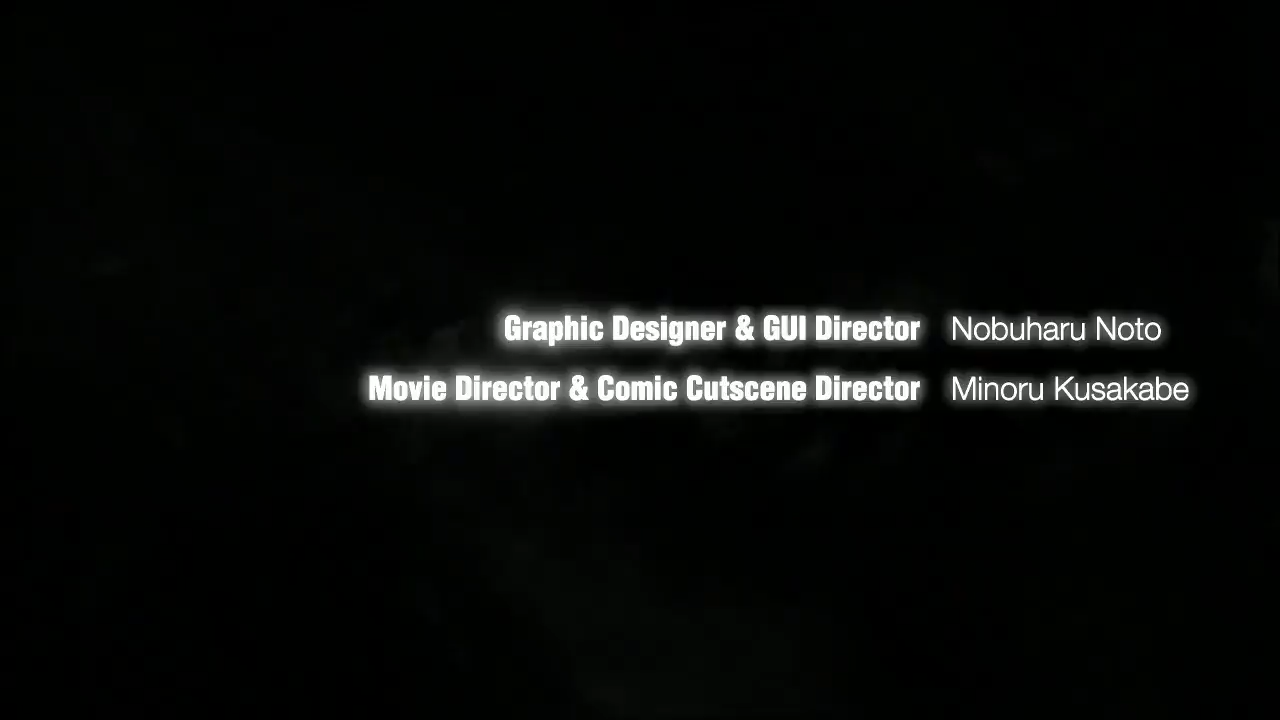 Graphic Designer & GUI Director Nobuharu Noto
Movie Director & Comic Cutscene Director Minoru Kusakabe